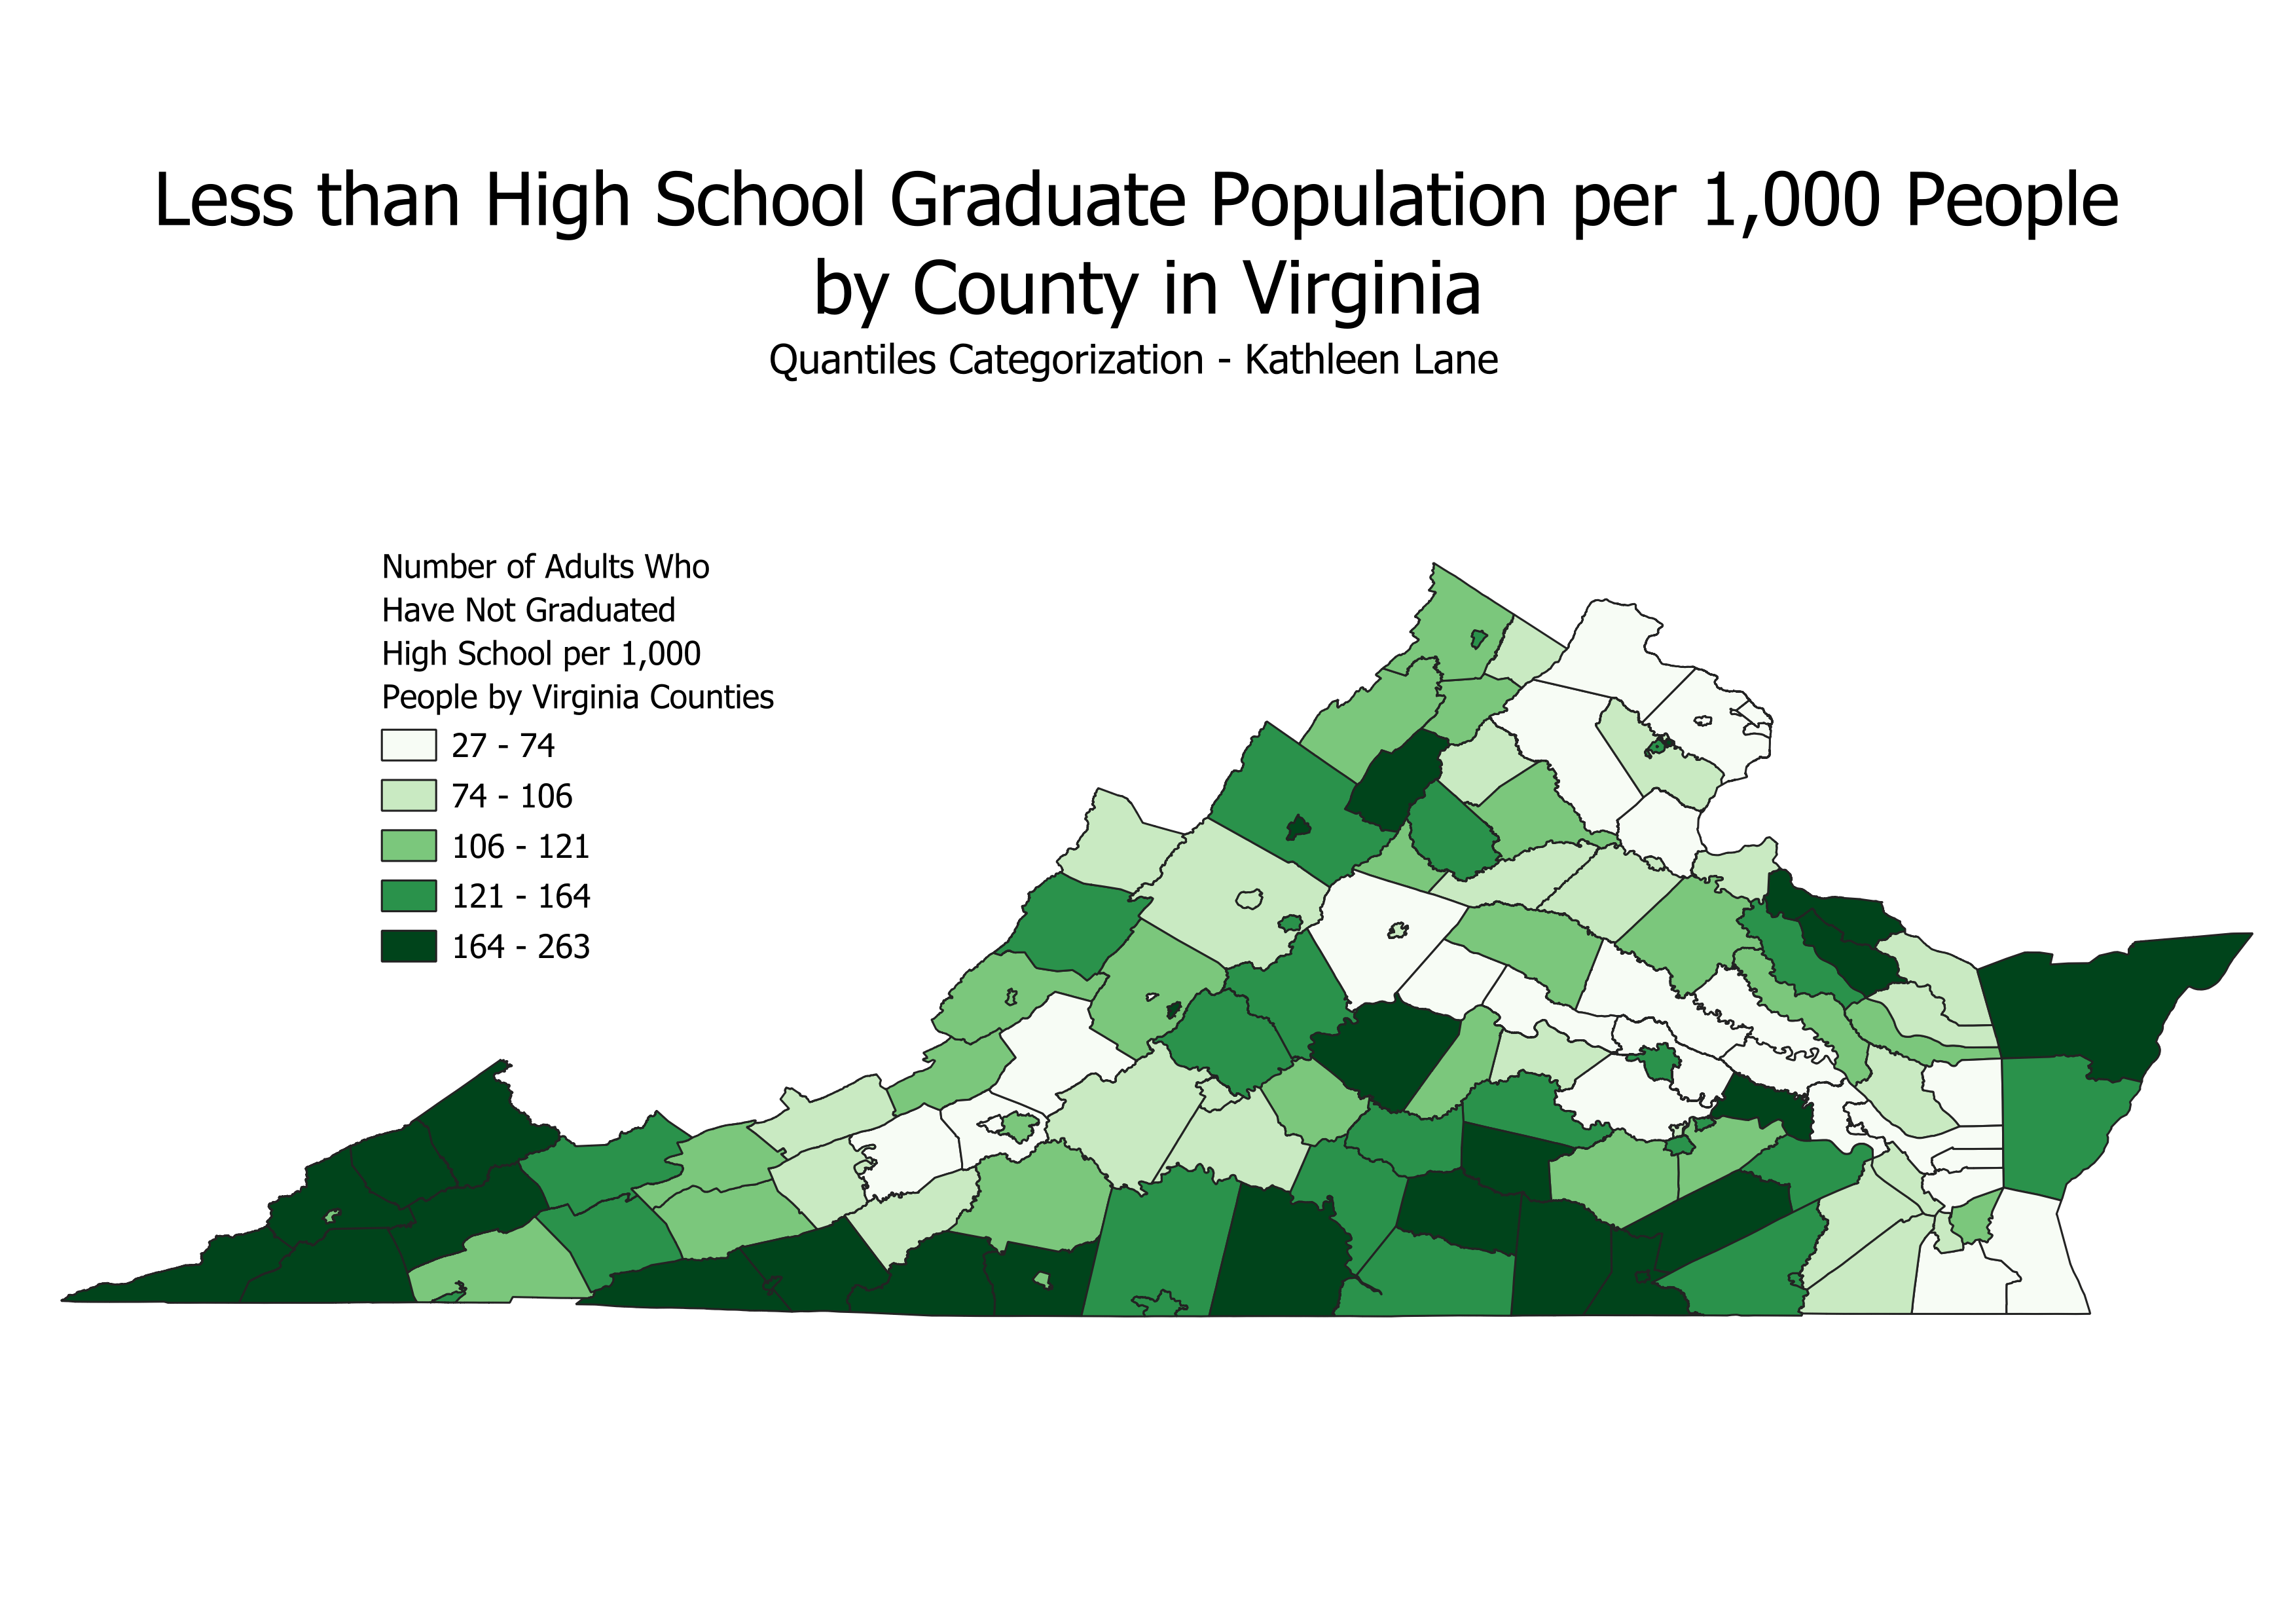 Less than High School Graduate Population per 1,000 People
by County in Virginia
Quantiles Categorization - Kathleen Lane
Number of Adults Who
Have Not Graduated
High School per 1,000
People by Virginia Counties
27 - 74
74 - 106
106 - 121
121 - 164
164 - 263